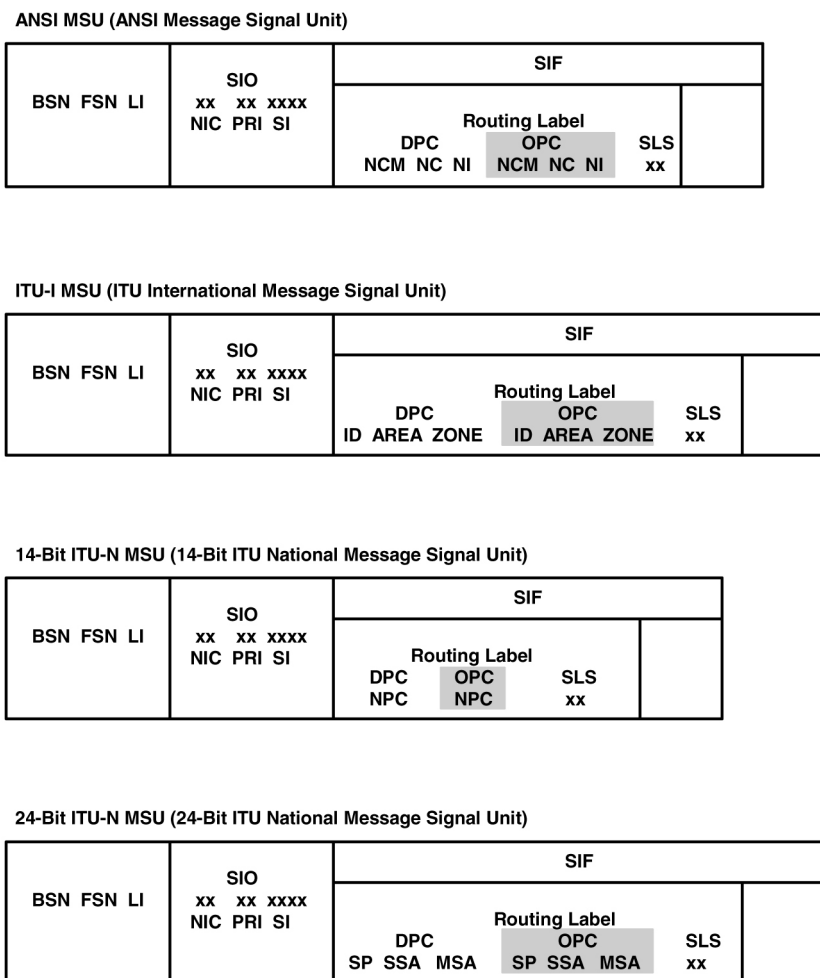 ANSI MSU (ANSI Message Signal Unit)
SIF
SIO
BSN FSN LI
xx xx xxxx
NIC PRI SI
Routing Label
DPC OPC SLS
NCM NC NI NCM NC NI xx
ITU-I MSU (ITU International Message Signal Unit)
SIF
SIO
BSN FSN LI
xx xx xxxx
NIC PRI SI
Routing Label
DPC OPC SLS
ID AREA ZONE ID AREA ZONE xx
14-Bit ITU-N MSU (14-Bit ITU National Message Signal Unit)
SIF
SIO
BSN FSN LI
xx xx xxxx
NIC PRI SI
Routing Label
DPC OPC SLS
NPC NPC xx
24-Bit ITU-N MSU (24-Bit ITU National Message Signal Unit)
SIF
SIO
BSN FSN LI
xx xx xxxx
NIC PRI SI
Routing Label
DPC OPC SLS
SP SSA MSA SP SSA MSA xx